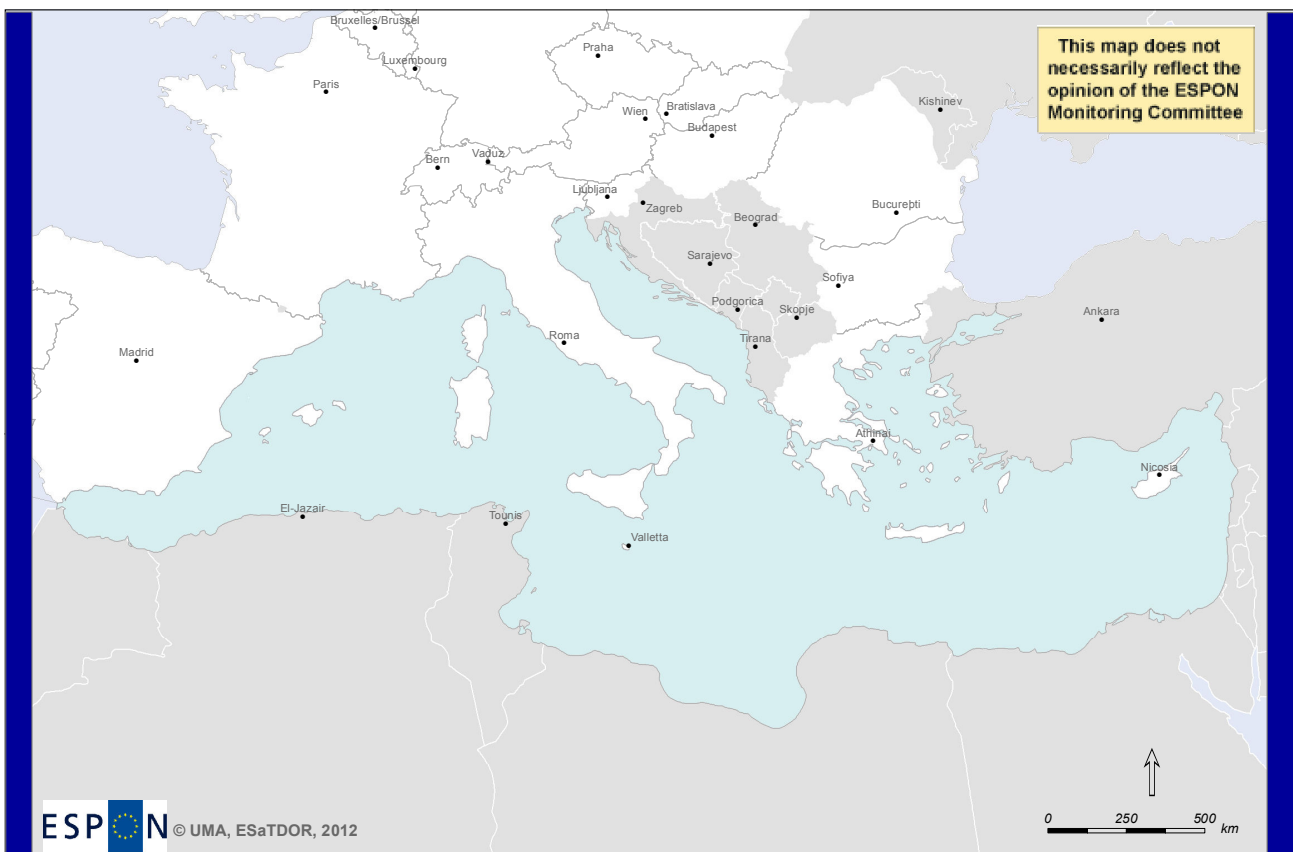 Bruxelles/Brussel
This map does not
necessarily reflect the
opinion of the ESPON
Monitoring Committee
Praha
Luxembourg
Paris
Kishinev
Wien
Bratislava
Budapest
Vaduz
Bern
Ljubljana
Zagreb
Bucureþti
Beograd
Sarajevo
Sofiya
Podgorica
Skopje
Ankara
Roma
Tirana
Madrid
Athinai
Nicosia
El-Jazair
Tounis
Valletta
0 250 500
km
ESPON © UMA, ESaTDOR, 2012